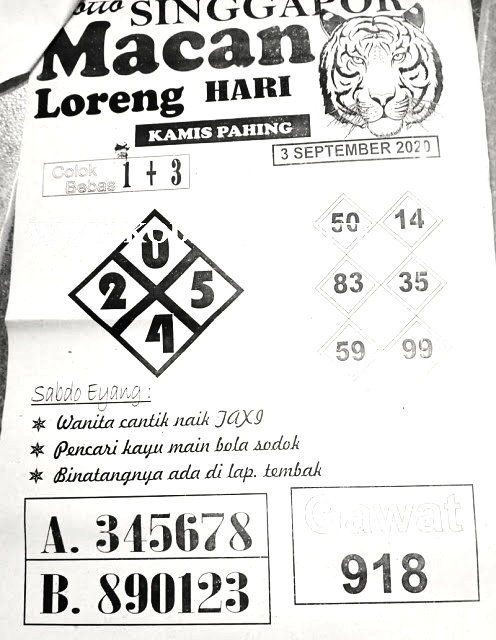 SINGGAPOR
Macan
Loreng HARI
KAMIS PAHING
3 SEPTEMBER 2020
Colok
Bebas
1 + 3
0
2 5
4
50 14
83 35
59 99
Sabdo Eyang :
Wanita cantik naik TAXI
Pencari kayu main bola sodok
Binatangnya ada di lap. tembak
A. 345678
B. 890123
Gawat
918